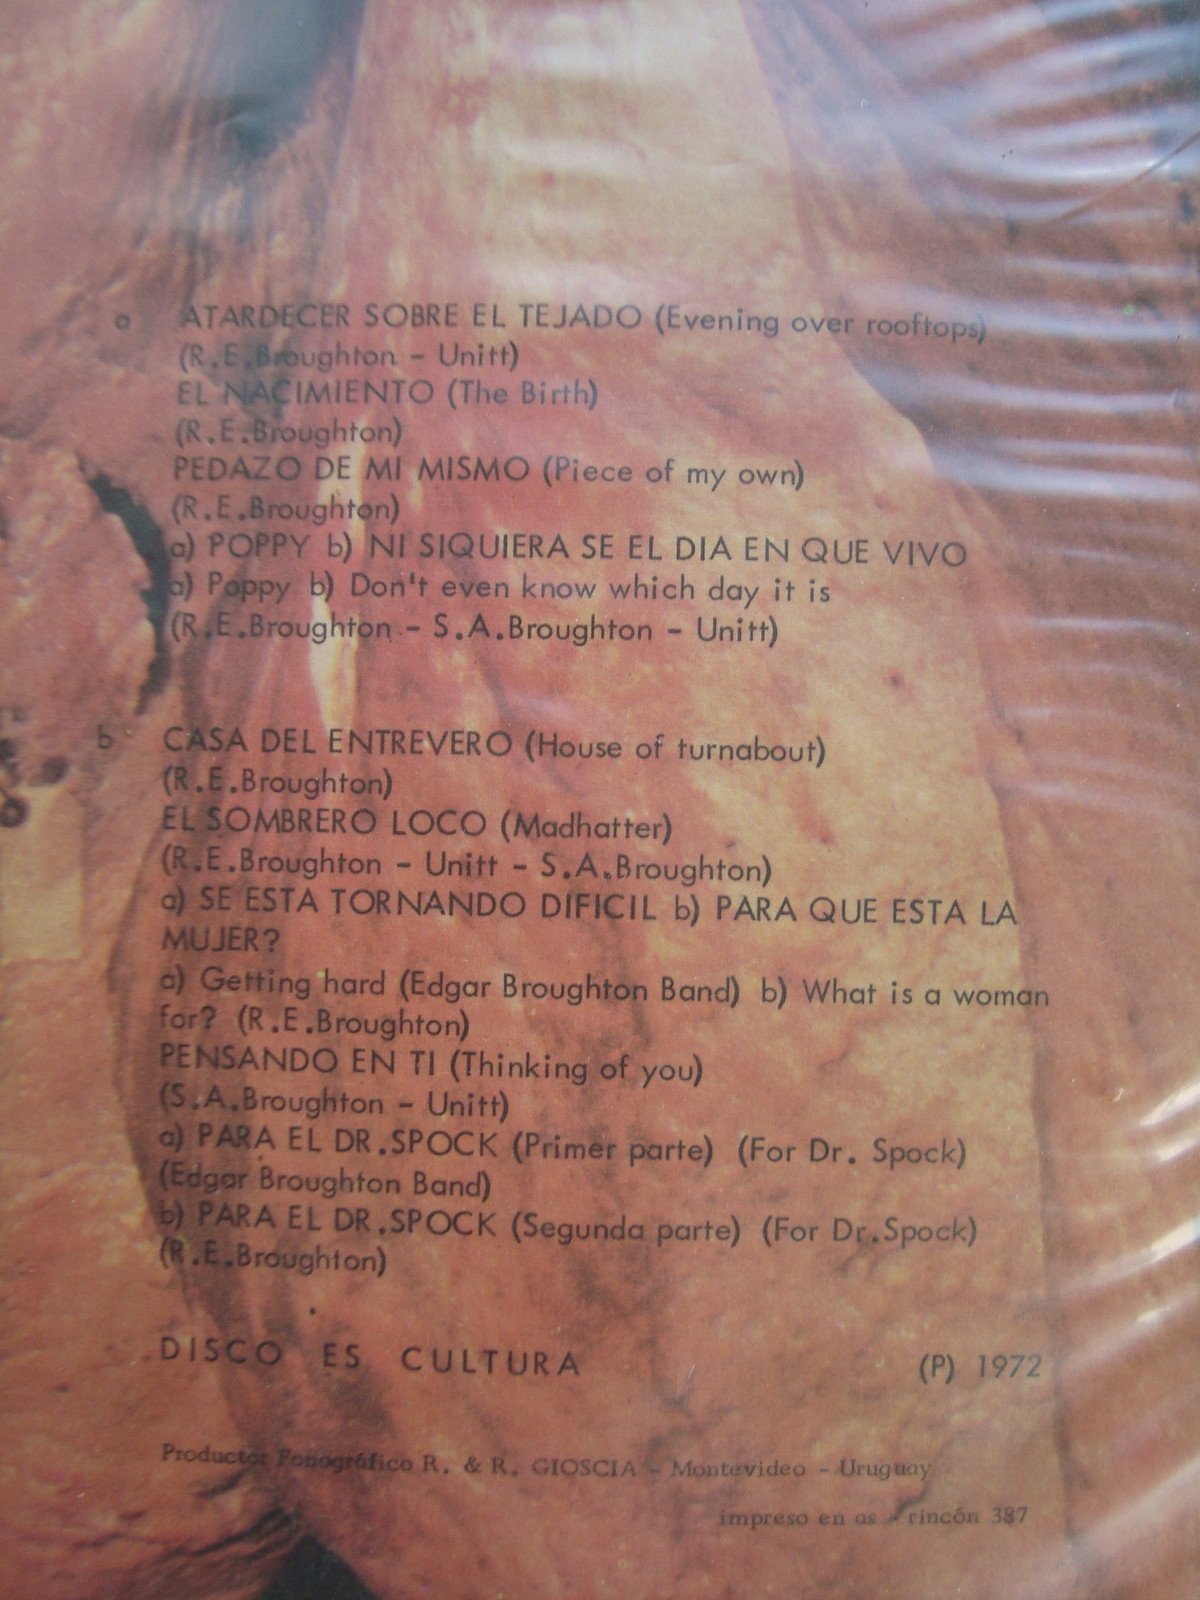 a ATARDECER SOBRE EL TEJADO (Evening over rooftops)
(R.E.Broughton - Unitt)
EL NACIMIENTO (The Birth)
(R.E.Broughton)
PEDAZO DE MI MISMO (Piece of my own)
(R.E.Broughton)
a) POPPY b) NI SIQUIERA SE EL DIA EN QUE VIVO
a) Poppy b) Don't even know which day it is
(R.E.Broughton - S.A.Broughton - Unitt)
b CASA DEL ENTREVERO (House of turnabout)
(R.E.Broughton)
EL SOMBRERO LOCO (Madhatter)
(R.E.Broughton - Unitt - S.A.Broughton)
a) SE ESTA TORNANDO DIFICIL b) PARA QUE ESTA LA
MUJER?
a) Getting hard (Edgar Broughton Band) b) What is a woman
for? (R.E.Broughton)
PENSANDO EN TI (Thinking of you)
(S.A.Broughton - Unitt)
a) PARA EL DR.SPOCK (Primer parte) (For Dr. Spock)
(Edgar Broughton Band)
b) PARA EL DR.SPOCK (Segunda parte) (For Dr.Spock)
(R.E.Broughton)
DISCO ES CULTURA (P) 1972
Productor Fonográfico R. & R. GIOSCIA - Montevideo - Uruguay
impreso en as - rincón 387